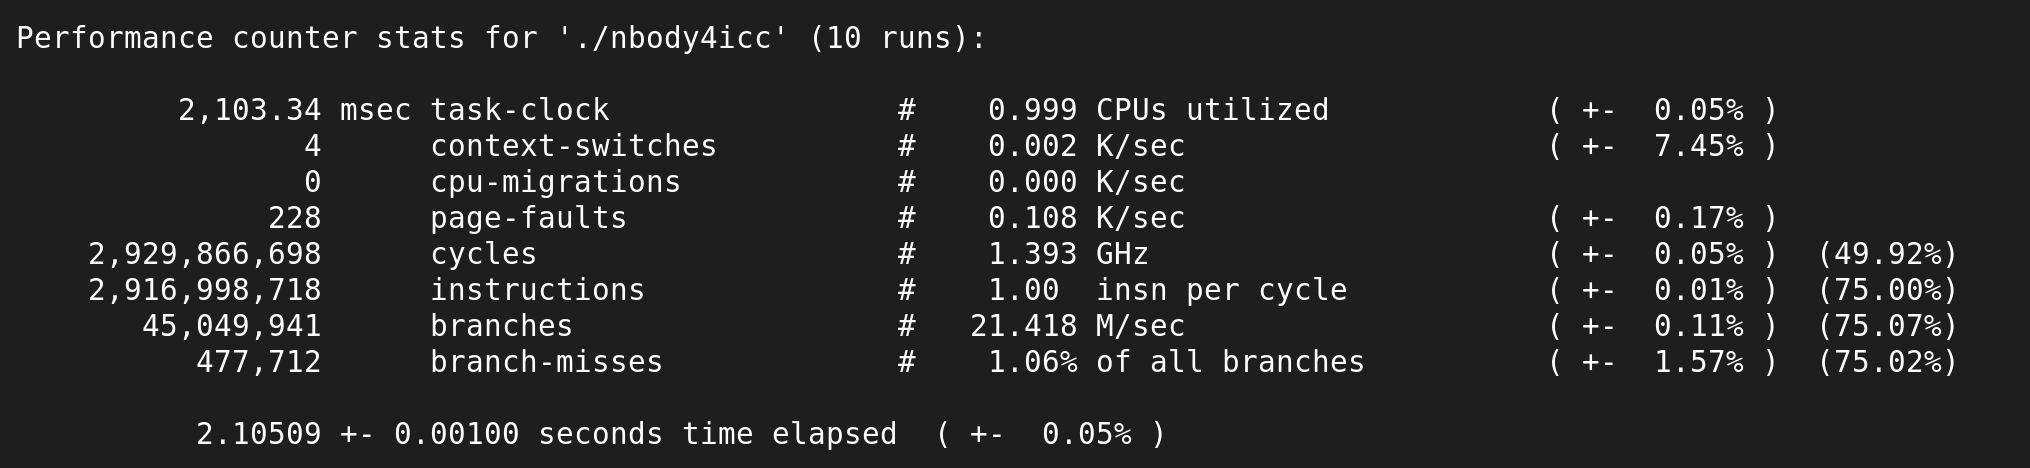 Performance counter stats for './nbody4icc' (10 runs):
2,103.34 msec task-clock # 0.999 CPUs utilized ( +- 0.05% )
4 context-switches # 0.002 K/sec ( +- 7.45% )
0 cpu-migrations # 0.000 K/sec
228 page-faults # 0.108 K/sec ( +- 0.17% )
2,929,866,698 cycles # 1.393 GHz ( +- 0.05% ) (49.92%)
2,916,998,718 instructions # 1.00 insn per cycle ( +- 0.01% ) (75.00%)
45,049,941 branches # 21.418 M/sec ( +- 0.11% ) (75.07%)
477,712 branch-misses # 1.06% of all branches ( +- 1.57% ) (75.02%)
2.10509 +- 0.00100 seconds time elapsed ( +- 0.05% )